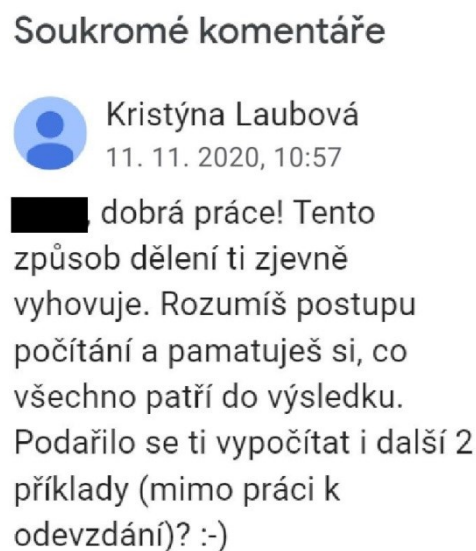 Soukromé komentáře
Kristýna Laubová
11. 11. 2020, 10:57
, dobrá práce! Tento
způsob dělení ti zjevně
vyhovuje. Rozumíš postupu
počítání a pamatuješ si, co
všechno patří do výsledku.
Podařilo se ti vypočítat i další 2
příklady (mimo práci k
odevzdání)? :-)